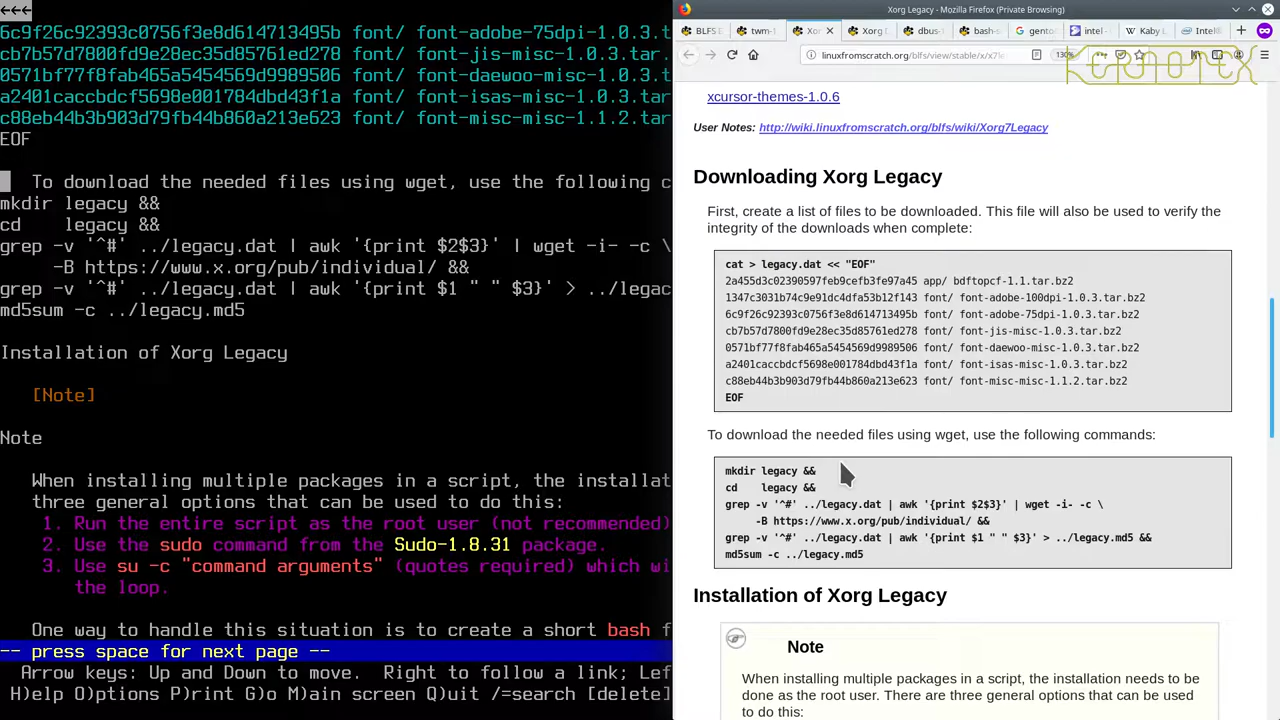 ←←←
6c9f26c92393c0756f3e8d614713495b font/ font-adobe-75dpi-1.0.3.t
cb7b57d7800fd9e28ec35d85761ed278 font/ font-jis-misc-1.0.3.tar.
0571bf77f8fab465a5454569d9989506 font/ font-daewoo-misc-1.0.3.t
a2401caccbdcf5698e001784dbd43f1a font/ font-isas-misc-1.0.3.tar
c88eb44b3b903d79fb44b860a213e623 font/ font-misc-misc-1.1.2.tar
EOF
To download the needed files using wget, use the following c
mkdir legacy &&
cd    legacy &&
grep -v '^#' ../legacy.dat | awk '{print $2$3}' | wget -i- -c \
     -B https://www.x.org/pub/individual/ &&
grep -v '^#' ../legacy.dat | awk '{print $1 " " $3}' > ../legac
md5sum -c ../legacy.md5
Installation of Xorg Legacy
[Note]
Note
When installing multiple packages in a script, the installat
three general options that can be used to do this:
1. Run the entire script as the root user (not recommended)
2. Use the sudo command from the Sudo-1.8.31 package.
3. Use su -c "command arguments" (quotes required) which wi
the loop.
One way to handle this situation is to create a short bash f
-- press space for next page --
Arrow keys: Up and Down to move.  Right to follow a link; Lef
H)elp O)ptions P)rint G)o M)ain screen Q)uit /=search [delete]
Xorg Legacy - Mozilla Firefox (Private Browsing)
BLFS E
twm-1
Xor
Xorg D
dbus-
bash-s
gento
intel -
Kaby L
Intel®
linuxfromscratch.org/blfs/view/stable/x/x7le
130%
KERNOTEX
xcursor-themes-1.0.6
User Notes: http://wiki.linuxfromscratch.org/blfs/wiki/Xorg7Legacy
Downloading Xorg Legacy
First, create a list of files to be downloaded. This file will also be used to verify the
integrity of the downloads when complete:
cat > legacy.dat << "EOF"
2a455d3c02390597feb9cefb3fe97a45 app/ bdftopcf-1.1.tar.bz2
1347c3031b74c9e91dc4dfa53b12f143 font/ font-adobe-100dpi-1.0.3.tar.bz2
6c9f26c92393c0756f3e8d614713495b font/ font-adobe-75dpi-1.0.3.tar.bz2
cb7b57d7800fd9e28ec35d85761ed278 font/ font-jis-misc-1.0.3.tar.bz2
0571bf77f8fab465a5454569d9989506 font/ font-daewoo-misc-1.0.3.tar.bz2
a2401caccbdcf5698e001784dbd43f1a font/ font-isas-misc-1.0.3.tar.bz2
c88eb44b3b903d79fb44b860a213e623 font/ font-misc-misc-1.1.2.tar.bz2
EOF
To download the needed files using wget, use the following commands:
mkdir legacy &&
cd    legacy &&
grep -v '^#' ../legacy.dat | awk '{print $2$3}' | wget -i- -c \
     -B https://www.x.org/pub/individual/ &&
grep -v '^#' ../legacy.dat | awk '{print $1 " " $3}' > ../legacy.md5 &&
md5sum -c ../legacy.md5
Installation of Xorg Legacy
Note
When installing multiple packages in a script, the installation needs to be
done as the root user. There are three general options that can be used
to do this: